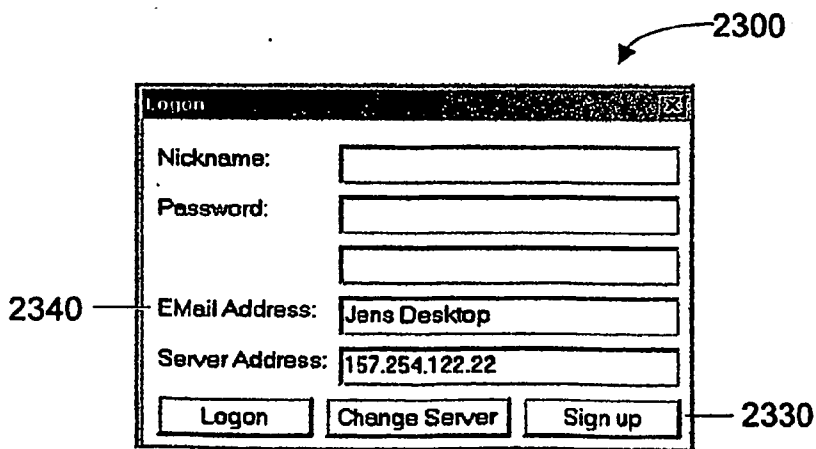 2300
Logon
Nickname:
Password:
2340 EMail Address: Jens Desktop
Server Address: 157.254.122.22
Logon Change Server Sign up 2330